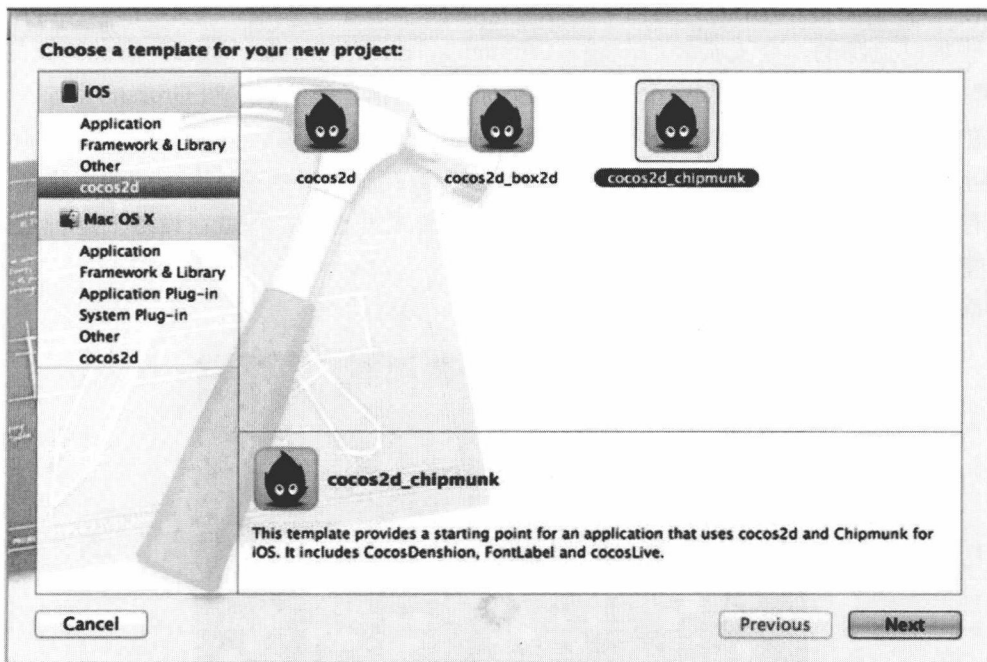 Choose a template for your new project:
iOS
Application
Framework & Library
Other
cocos2d
Mac OS X
Application
Framework & Library
Application Plug-in
System Plug-in
Other
cocos2d
cocos2d
cocos2d_box2d
cocos2d_chipmunk
cocos2d_chipmunk
This template provides a starting point for an application that uses cocos2d and Chipmunk for
iOS. It includes CocosDenshion, FontLabel and cocosLive.
Cancel
Previous
Next